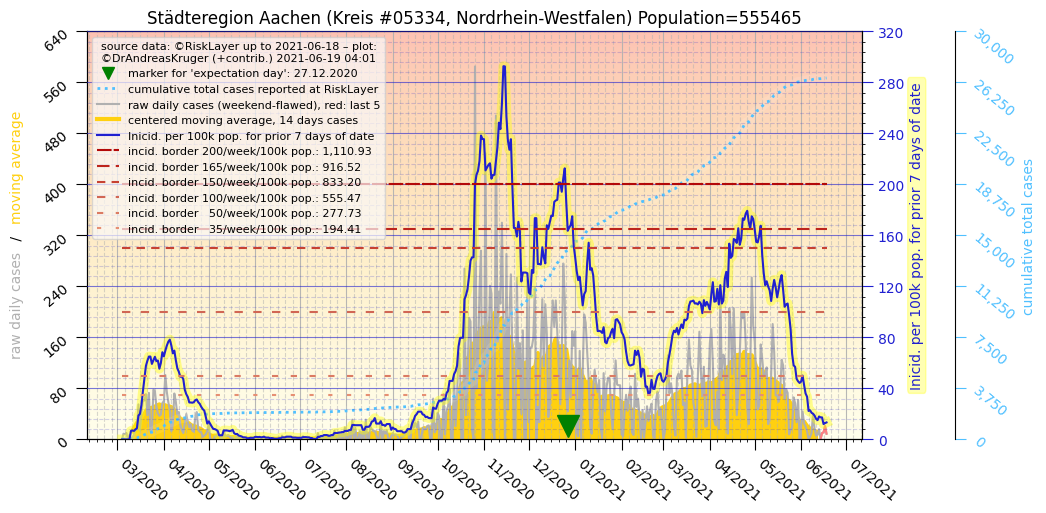 Städteregion Aachen (Kreis #05334, Nordrhein-Westfalen) Population=555465
source data: ©RiskLayer up to 2021-06-18 – plot:
©DrAndreasKruger (+contrib.) 2021-06-19 04:01
marker for 'expectation day': 27.12.2020
cumulative total cases reported at RiskLayer
raw daily cases (weekend-flawed), red: last 5
centered moving average, 14 days cases
Inicid. per 100k pop. for prior 7 days of date
incid. border 200/week/100k pop.: 1,110.93
incid. border 165/week/100k pop.: 916.52
incid. border 150/week/100k pop.: 833.20
incid. border 100/week/100k pop.: 555.47
incid. border   50/week/100k pop.: 277.73
incid. border   35/week/100k pop.: 194.41
raw daily cases   /   moving average
640
560
480
400
320
240
160
80
0
03/2020
04/2020
05/2020
06/2020
07/2020
08/2020
09/2020
10/2020
11/2020
12/2020
01/2021
02/2021
03/2021
04/2021
05/2021
06/2021
07/2021
320
280
240
200
160
120
80
40
0
Inicid. per 100k pop. for prior 7 days of date
30,000
26,250
22,500
18,750
15,000
11,250
7,500
3,750
0
cumulative total cases